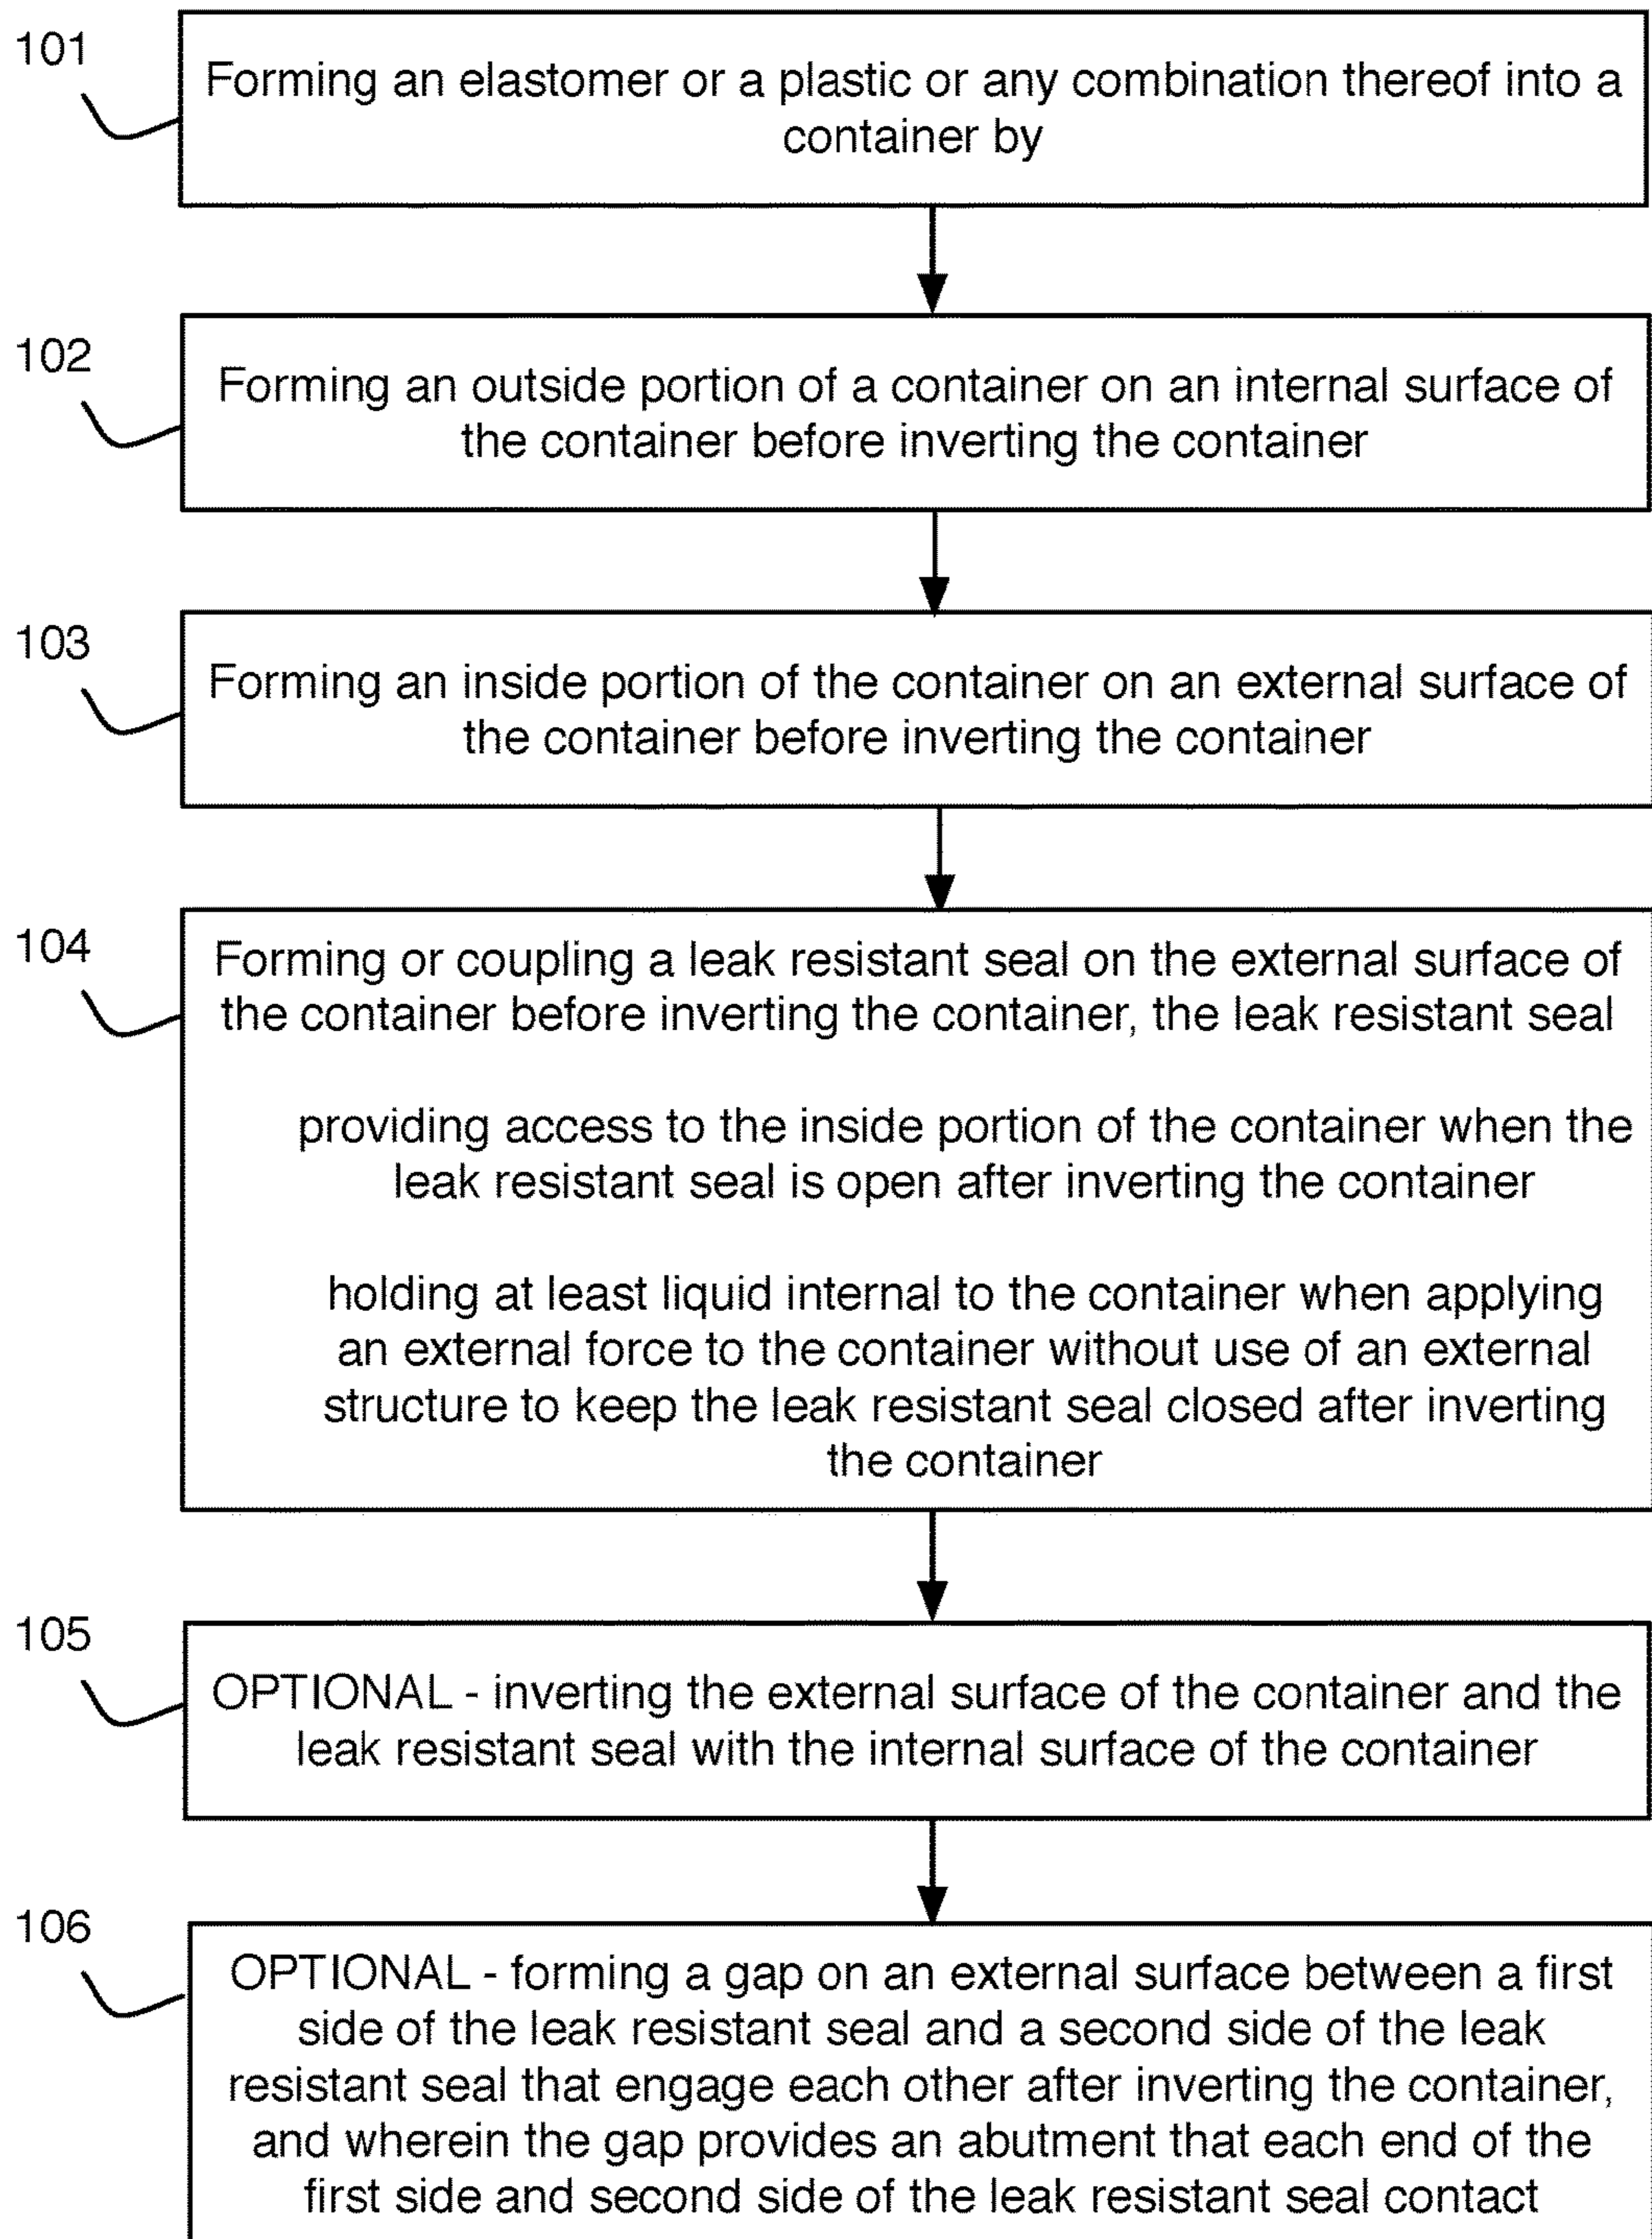 101
Forming an elastomer or a plastic or any combination thereof into a
container by
102
Forming an outside portion of a container on an internal surface of
the container before inverting the container
103
Forming an inside portion of the container on an external surface of
the container before inverting the container
104
Forming or coupling a leak resistant seal on the external surface of
the container before inverting the container, the leak resistant seal
providing access to the inside portion of the container when the
leak resistant seal is open after inverting the container
holding at least liquid internal to the container when applying
an external force to the container without use of an external
structure to keep the leak resistant seal closed after inverting
the container
105
OPTIONAL - inverting the external surface of the container and the
leak resistant seal with the internal surface of the container
106
OPTIONAL - forming a gap on an external surface between a first
side of the leak resistant seal and a second side of the leak
resistant seal that engage each other after inverting the container,
and wherein the gap provides an abutment that each end of the
first side and second side of the leak resistant seal contact